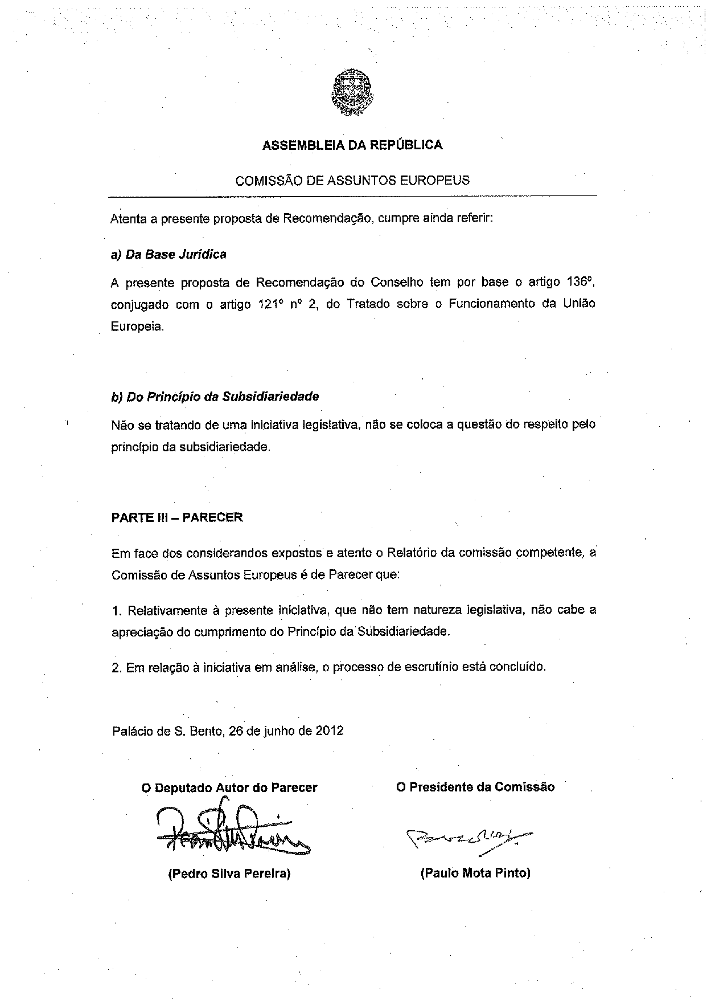 ASSEMBLEIA DA REPÚBLICA
COMISSÃO DE ASSUNTOS EUROPEUS
Atenta a presente proposta de Recomendação, cumpre ainda referir:
a) Da Base Jurídica
A presente proposta de Recomendação do Conselho tem por base o artigo 136º,
conjugado com o artigo 121º nº 2, do Tratado sobre o Funcionamento da União
Europeia.
b) Do Princípio da Subsidiariedade
Não se tratando de uma iniciativa legislativa, não se coloca a questão do respeito pelo
princípio da subsidiariedade.
PARTE III – PARECER
Em face dos considerandos expostos e atento o Relatório da comissão competente, a
Comissão de Assuntos Europeus é de Parecer que:
1. Relativamente à presente iniciativa, que não tem natureza legislativa, não cabe a
apreciação do cumprimento do Princípio da Subsidiariedade.
2. Em relação à iniciativa em análise, o processo de escrutínio está concluído.
Palácio de S. Bento, 26 de junho de 2012
O Deputado Autor do Parecer O Presidente da Comissão
(Pedro Silva Pereira) (Paulo Mota Pinto)